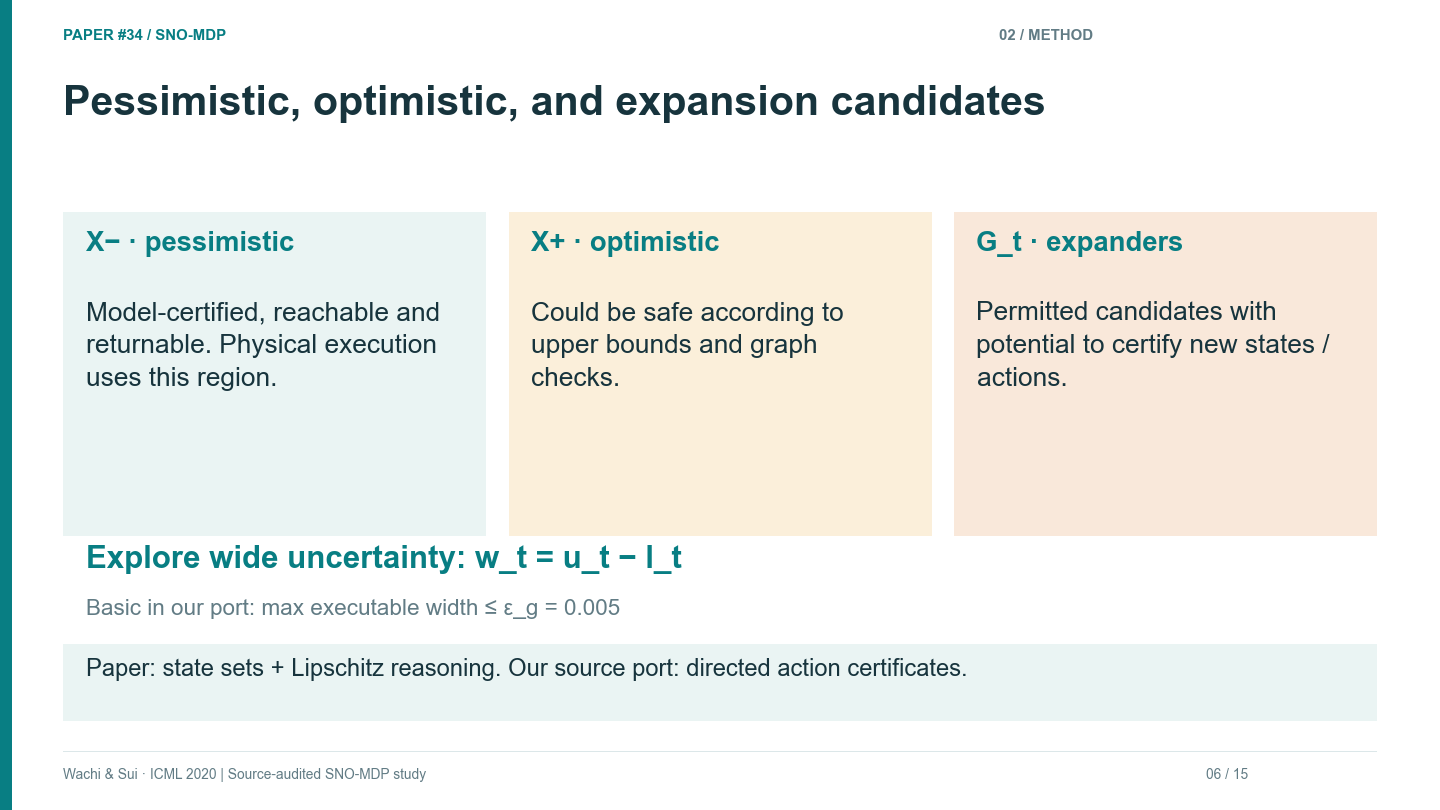 PAPER #34 / SNO-MDP
02 / METHOD
Pessimistic, optimistic, and expansion candidates
X− · pessimistic
Model-certified, reachable and
returnable. Physical execution
uses this region.
X+ · optimistic
Could be safe according to
upper bounds and graph
checks.
G_t · expanders
Permitted candidates with
potential to certify new states /
actions.
Explore wide uncertainty: w_t = u_t − l_t
Basic in our port: max executable width ≤ ε_g = 0.005
Paper: state sets + Lipschitz reasoning. Our source port: directed action certificates.
Wachi & Sui · ICML 2020 | Source-audited SNO-MDP study
06 / 15